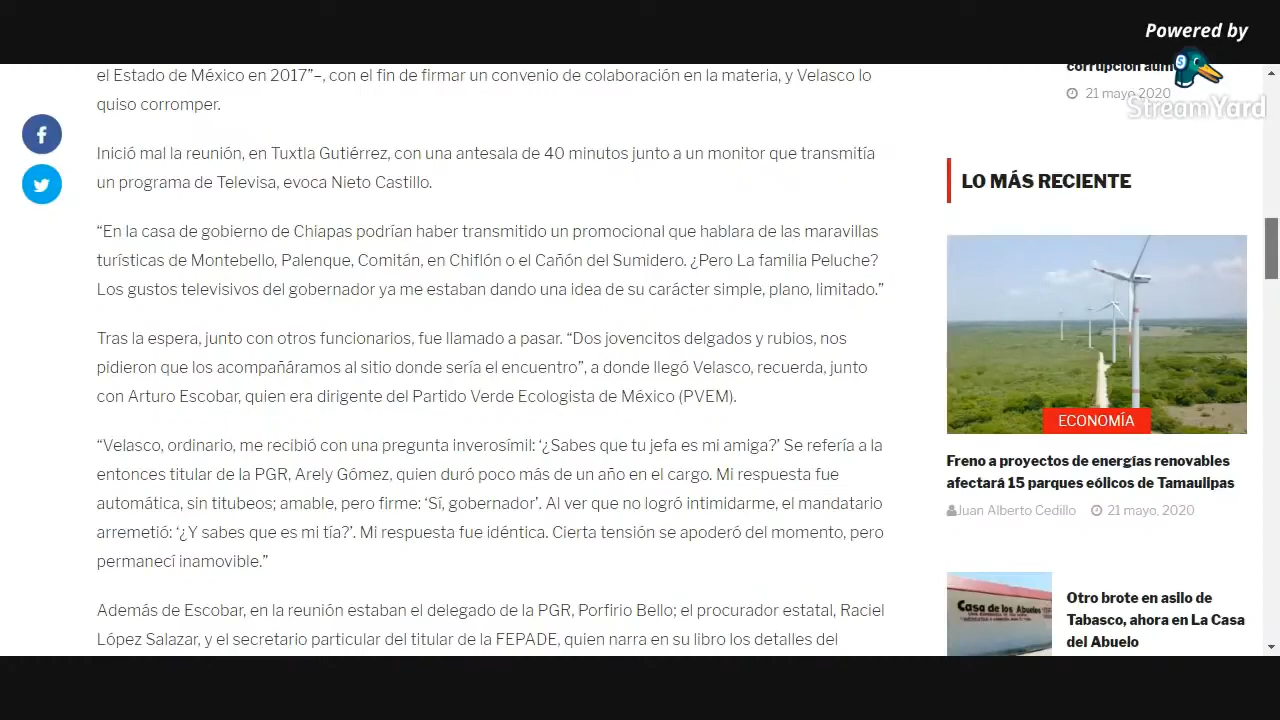 Powered by
StreamYard
el Estado de México en 2017”–, con el fin de firmar un convenio de colaboración en la materia, y Velasco lo
quiso corromper.
Inició mal la reunión, en Tuxtla Gutiérrez, con una antesala de 40 minutos junto a un monitor que transmitía
un programa de Televisa, evoca Nieto Castillo.
“En la casa de gobierno de Chiapas podrían haber transmitido un promocional que hablara de las maravillas
turísticas de Montebello, Palenque, Comitán, en Chiflón o el Cañón del Sumidero. ¿Pero La familia Peluche?
Los gustos televisivos del gobernador ya me estaban dando una idea de su carácter simple, plano, limitado.”
Tras la espera, junto con otros funcionarios, fue llamado a pasar. “Dos jovencitos delgados y rubios, nos
pidieron que los acompañáramos al sitio donde sería el encuentro”, a donde llegó Velasco, recuerda, junto
con Arturo Escobar, quien era dirigente del Partido Verde Ecologista de México (PVEM).
“Velasco, ordinario, me recibió con una pregunta inverosímil: ‘¿Sabes que tu jefa es mi amiga?’ Se refería a la
entonces titular de la PGR, Arely Gómez, quien duró poco más de un año en el cargo. Mi respuesta fue
automática, sin titubeos; amable, pero firme: ‘Sí, gobernador’. Al ver que no logró intimidarme, el mandatario
arremetió: ‘¿Y sabes que es mi tía?’. Mi respuesta fue idéntica. Cierta tensión se apoderó del momento, pero
permanecí inamovible.”
Además de Escobar, en la reunión estaban el delegado de la PGR, Porfirio Bello; el procurador estatal, Raciel
López Salazar, y el secretario particular del titular de la FEPADE, quien narra en su libro los detalles del
corrupción
21 mayo 2020
LO MÁS RECIENTE
ECONOMÍA
Freno a proyectos de energías renovables
afectará 15 parques eólicos de Tamaulipas
Juan Alberto Cedillo 21 mayo, 2020
Casa de los Abuelos
Otro brote en asilo de
Tabasco, ahora en La Casa
del Abuelo